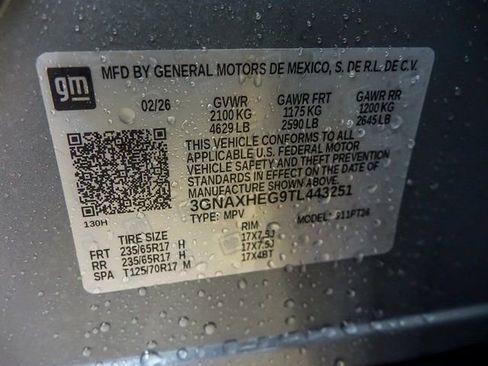 gm
MFD BY GENERAL MOTORS DE MEXICO, S. DE R.L. DE C.V.
02/26 GVWR GAWR FRT GAWR RR
2100 KG 1175 KG 1200 KG
4629 LB 2590 LB 2645 LB
THIS VEHICLE CONFORMS TO ALL
APPLICABLE U.S. FEDERAL MOTOR
VEHICLE SAFETY AND THEFT PREVENTION
STANDARDS IN EFFECT ON THE DATE OF
MANUFACTURE SHOWN ABOVE.
3GNAXHEG9TL443251
130H
TYPE: MPV MODEL: 911PT26
TIRE SIZE RIM
FRT 235/65R17 H 17X7.5J
RR 235/65R17 H 17X7.5J
SPA T125/70R17 M 17X4BT